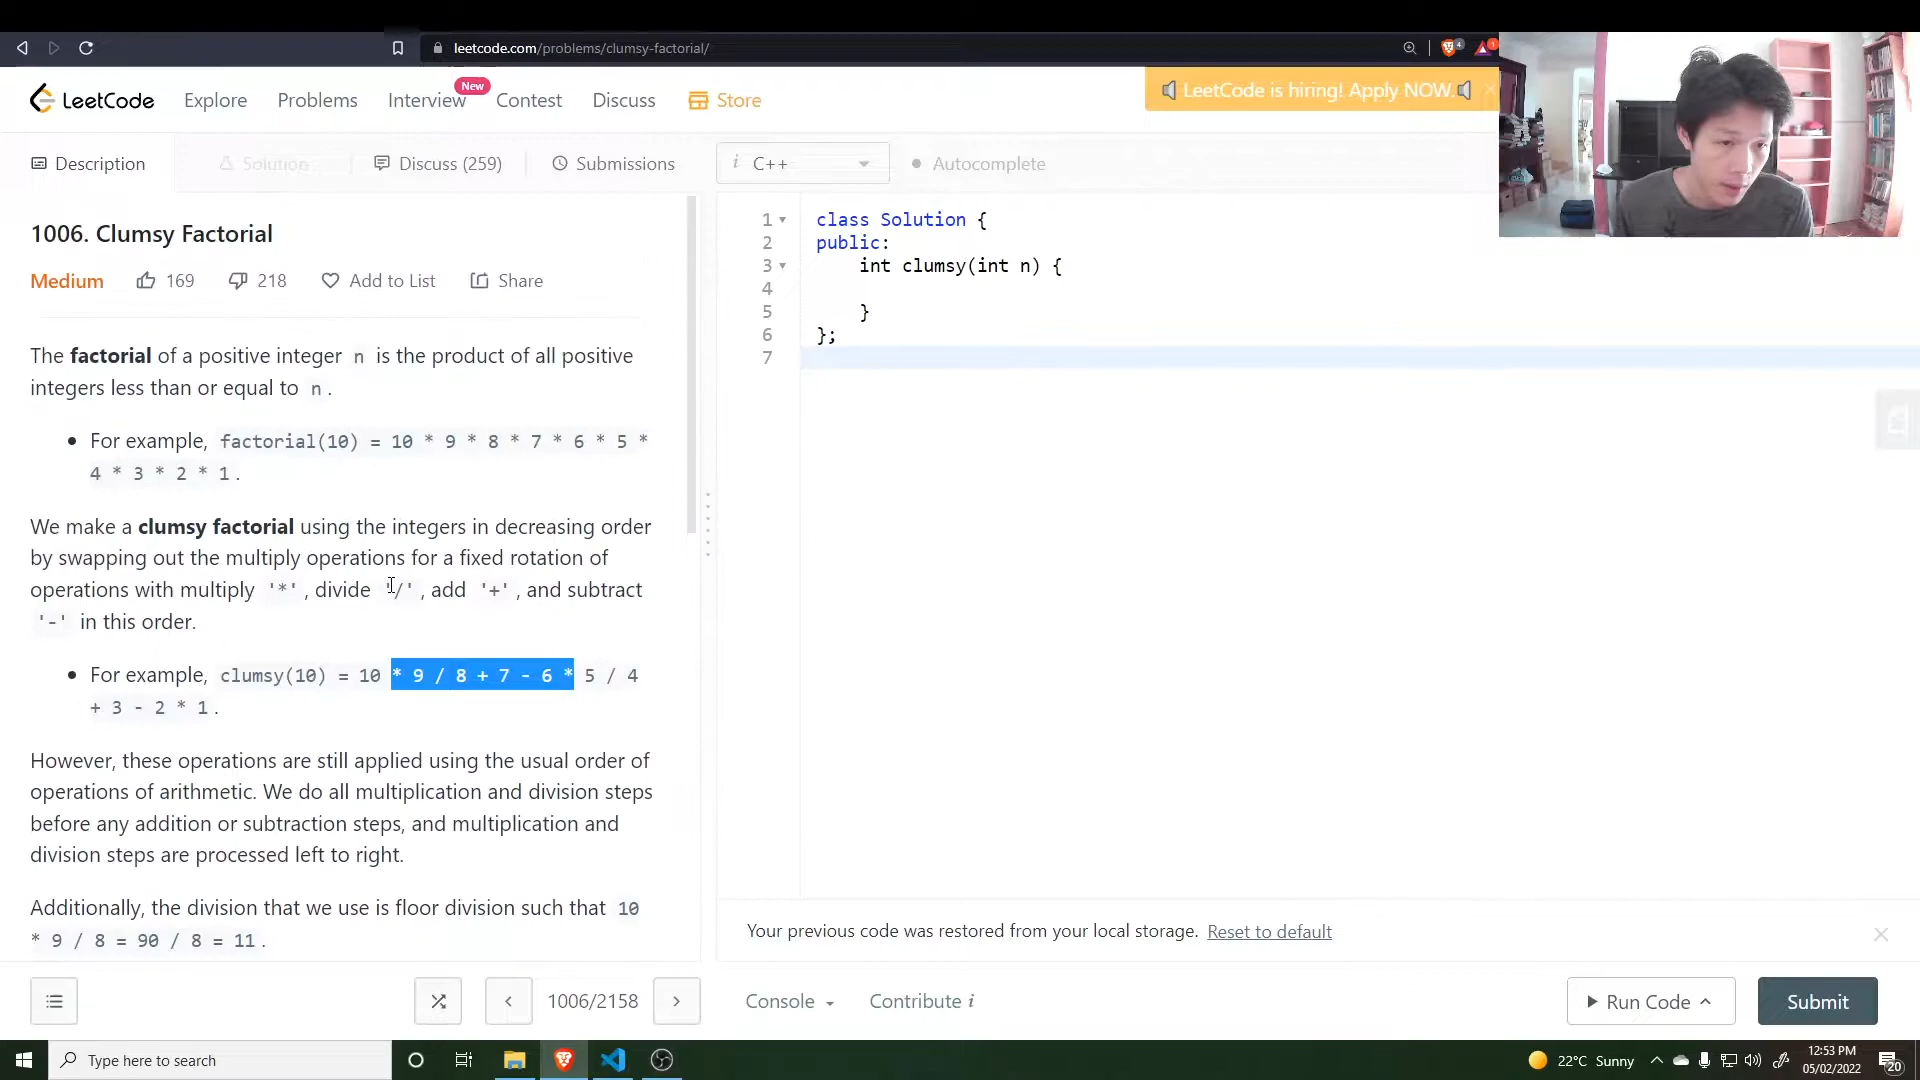 leetcode.com/problems/clumsy-factorial/
4
1
LeetCode
Explore
Problems
Interview
New
Contest
Discuss
Store
LeetCode is hiring! Apply NOW.
Description
Solution
Discuss (259)
Submissions
i C++
Autocomplete
1006. Clumsy Factorial
Medium
169
218
Add to List
Share
The factorial of a positive integer n is the product of all positive
integers less than or equal to n .
• For example, factorial(10) = 10 * 9 * 8 * 7 * 6 * 5 *
4 * 3 * 2 * 1 .
We make a clumsy factorial using the integers in decreasing order
by swapping out the multiply operations for a fixed rotation of
operations with multiply '*' , divide '/' , add '+' , and subtract
'-' in this order.
• For example, clumsy(10) = 10 * 9 / 8 + 7 - 6 * 5 / 4
+ 3 - 2 * 1 .
However, these operations are still applied using the usual order of
operations of arithmetic. We do all multiplication and division steps
before any addition or subtraction steps, and multiplication and
division steps are processed left to right.
Additionally, the division that we use is floor division such that 10
* 9 / 8 = 90 / 8 = 11 .
1006/2158
1 class Solution {
2 public:
3 int clumsy(int n) {
4
5 }
6 };
7
Your previous code was restored from your local storage. Reset to default
Console
Contribute i
Run Code
Submit
Type here to search
22°C Sunny
12:53 PM
05/02/2022
20